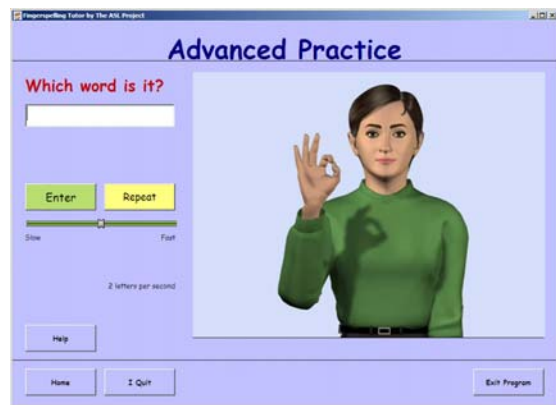 Fingerspelling Tutor by The ASL Project
Advanced Practice
Which word is it?
Enter
Repeat
Slow
Fast
2 letters per second
Help
Home
I Quit
Exit Program